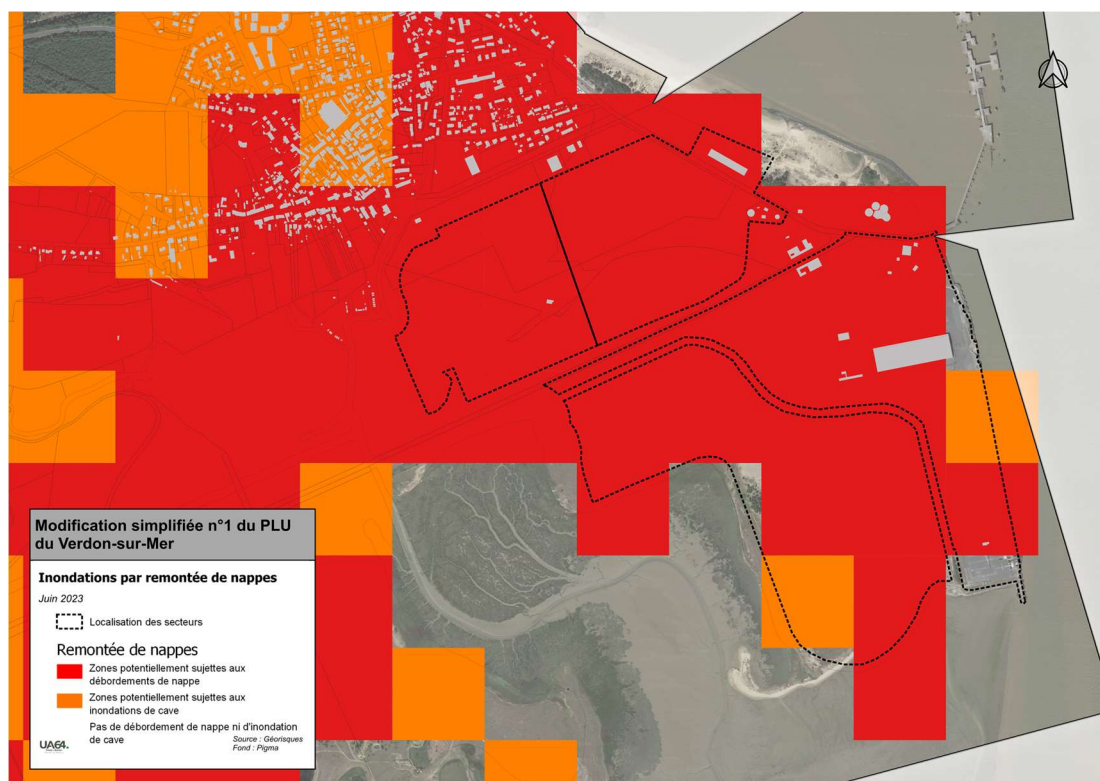 Modification simplifiée n°1 du PLU
du Verdon-sur-Mer
Inondations par remontée de nappes
Juin 2023
Localisation des secteurs
Remontée de nappes
Zones potentiellement sujettes aux
débordements de nappe
Zones potentiellement sujettes aux
inondations de cave
Pas de débordement de nappe ni d'inondation
de cave
Source : Géorisques
Fond : Pigma
UA64.